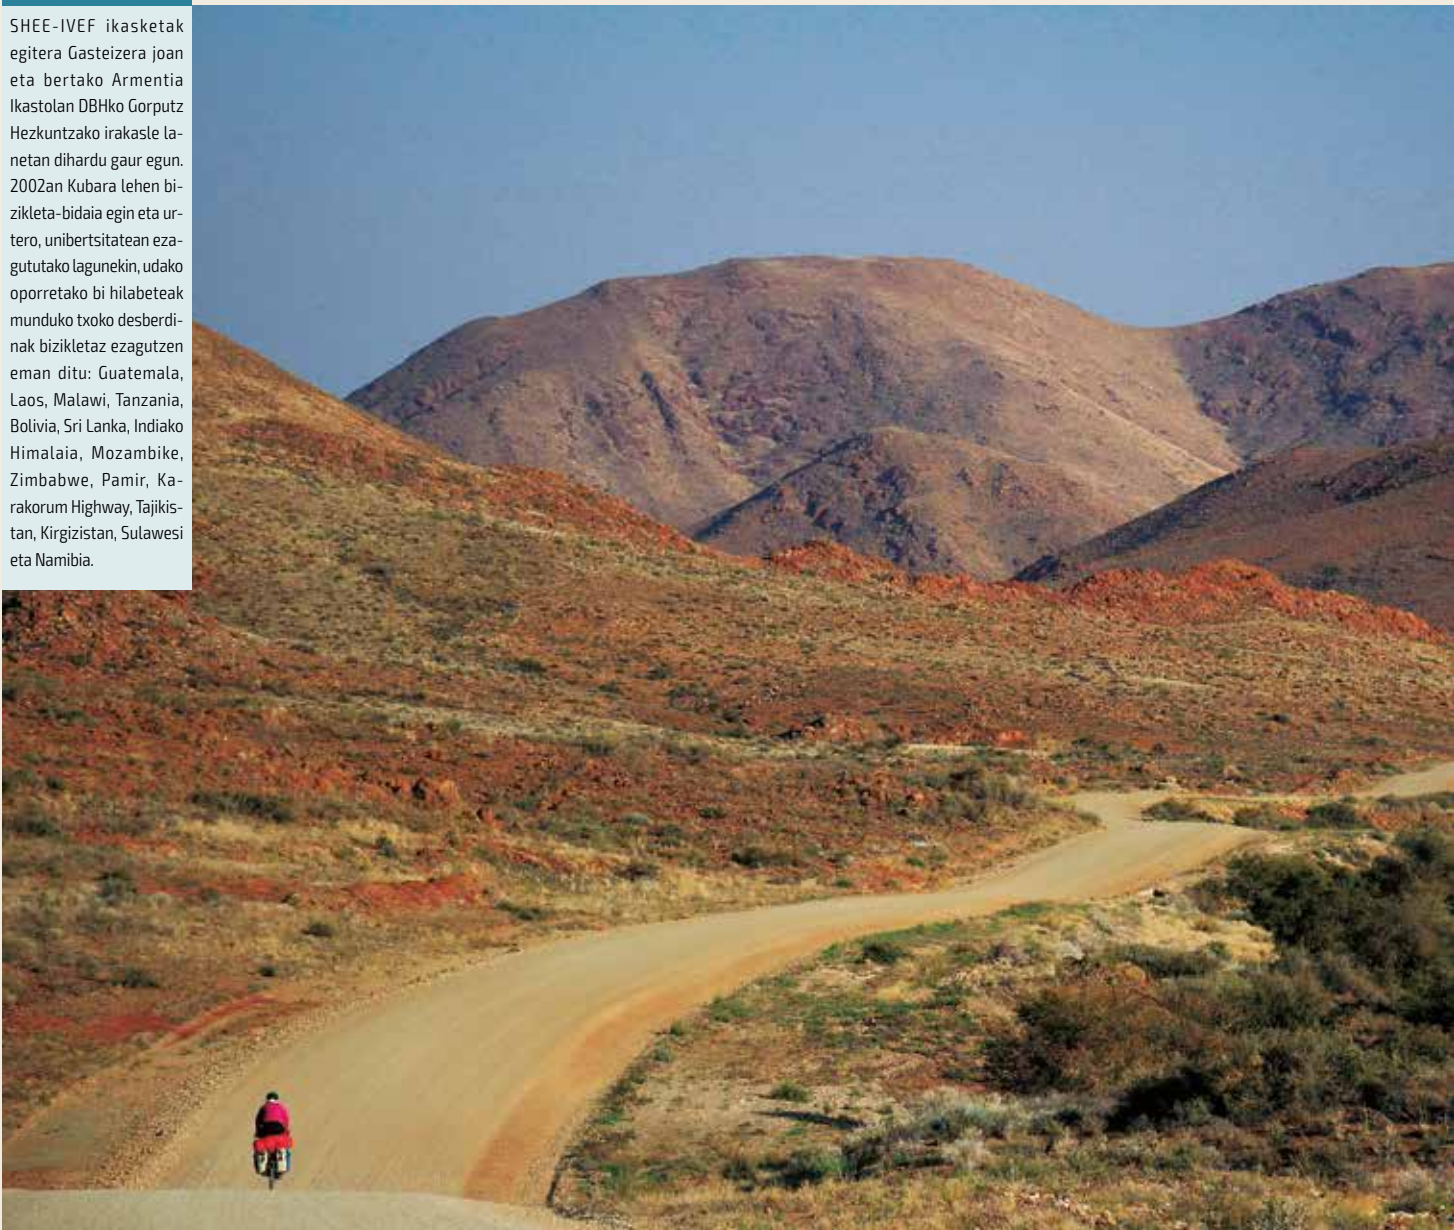 SHEE-IVEF ikasketak
egitera Gasteizera joan
eta bertako Armentia
Ikastolan DBHko Gorputz
Hezkuntzako irakasle la-
netan dihardu gaur egun.
2002an Kubara lehen bi-
zikleta-bidaia egin eta ur-
tero, unibertsitatean eza-
gututako lagunekin, udako
oporretako bi hilabeteak
munduko txoko desberdi-
nak bizikletaz ezagutzen
eman ditu: Guatemala,
Laos, Malawi, Tanzania,
Bolivia, Sri Lanka, Indiako
Himalaia, Mozambike,
Zimbabwe, Pamir, Ka-
rakorum Highway, Tajikis-
tan, Kirgizistan, Sulawesi
eta Namibia.